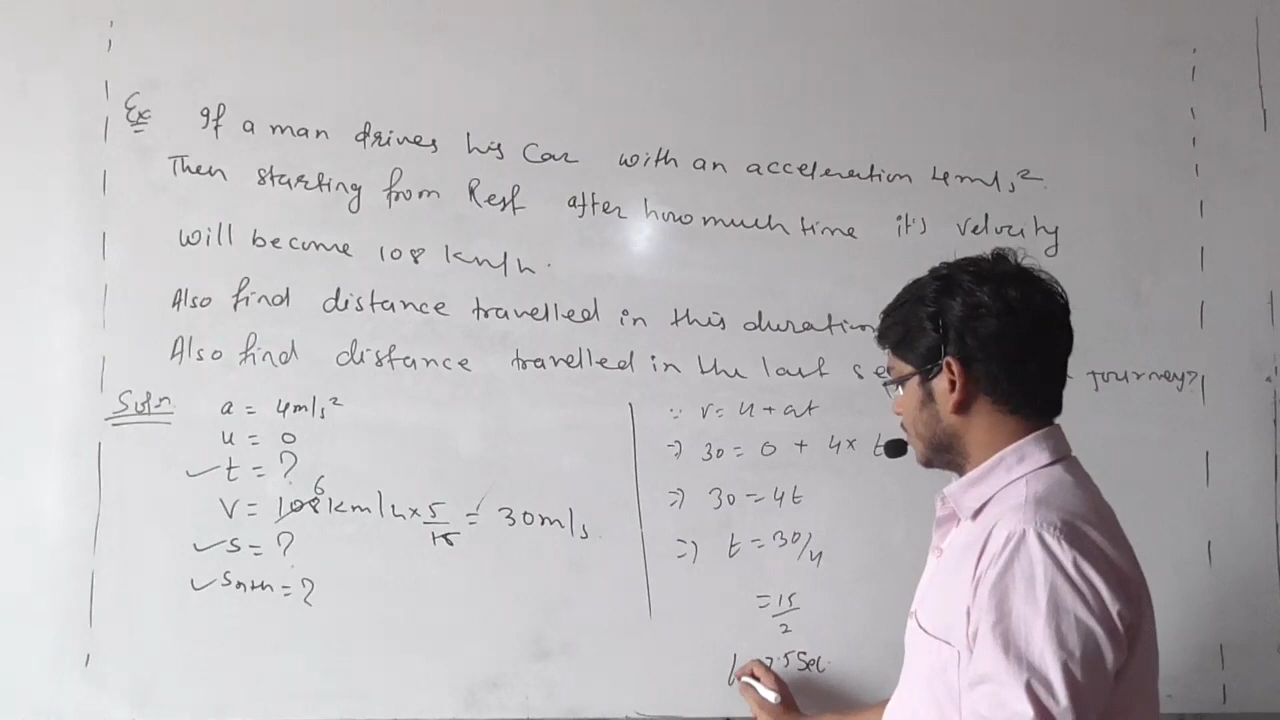 Ex If a man drives his Car with an acceleration 4m/s².
Then starting from Rest after how much time it's velocity
will become 108 km/h.
Also find distance travelled in this duration
Also find distance travelled in the last journey?
Soln. a = 4m/s²
u = 0
✓ t = ?
v = 108 km/h × 5/18 = 30m/s.
6
✓ s = ?
✓ Snth = ?
∵ v = u + at
⇒ 30 = 0 + 4 × t
⇒ 30 = 4t
⇒ t = 30/4
= 15/2
7.5 Sec.